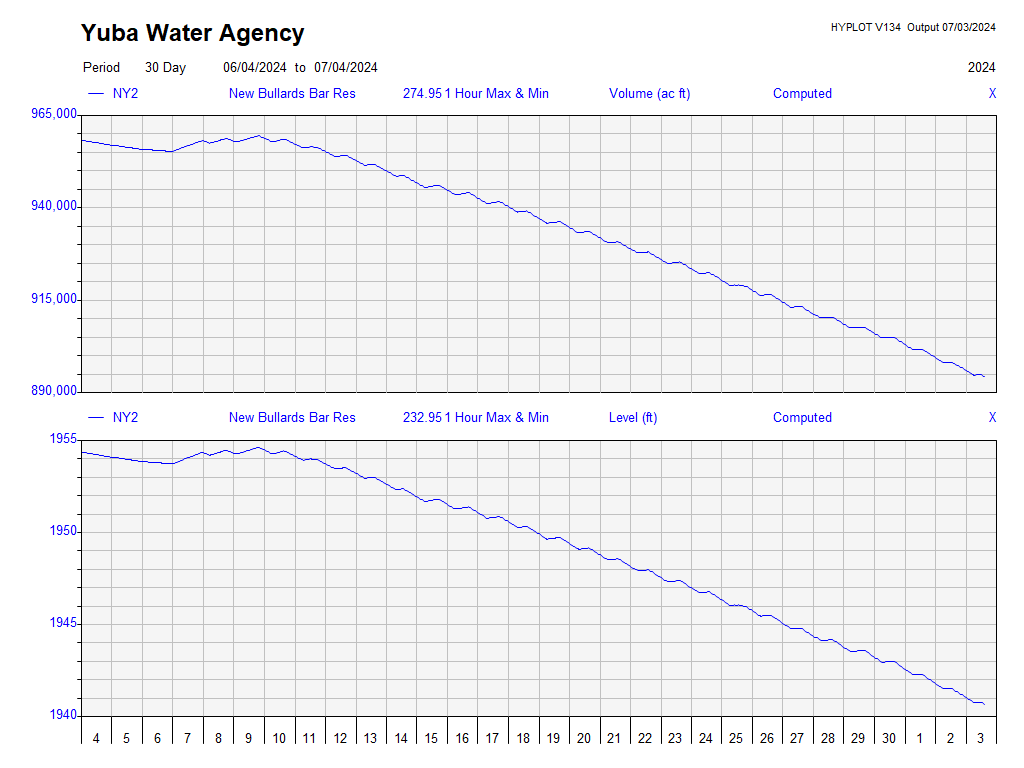 Yuba Water Agency
HYPLOT V134 Output 07/03/2024
Period 30 Day 06/04/2024 to 07/04/2024 2024
NY2 New Bullards Bar Res 274.95 1 Hour Max & Min Volume (ac ft) Computed X
965,000
940,000
915,000
890,000
NY2 New Bullards Bar Res 232.95 1 Hour Max & Min Level (ft) Computed X
1955
1950
1945
1940
4 5 6 7 8 9 10 11 12 13 14 15 16 17 18 19 20 21 22 23 24 25 26 27 28 29 30 1 2 3